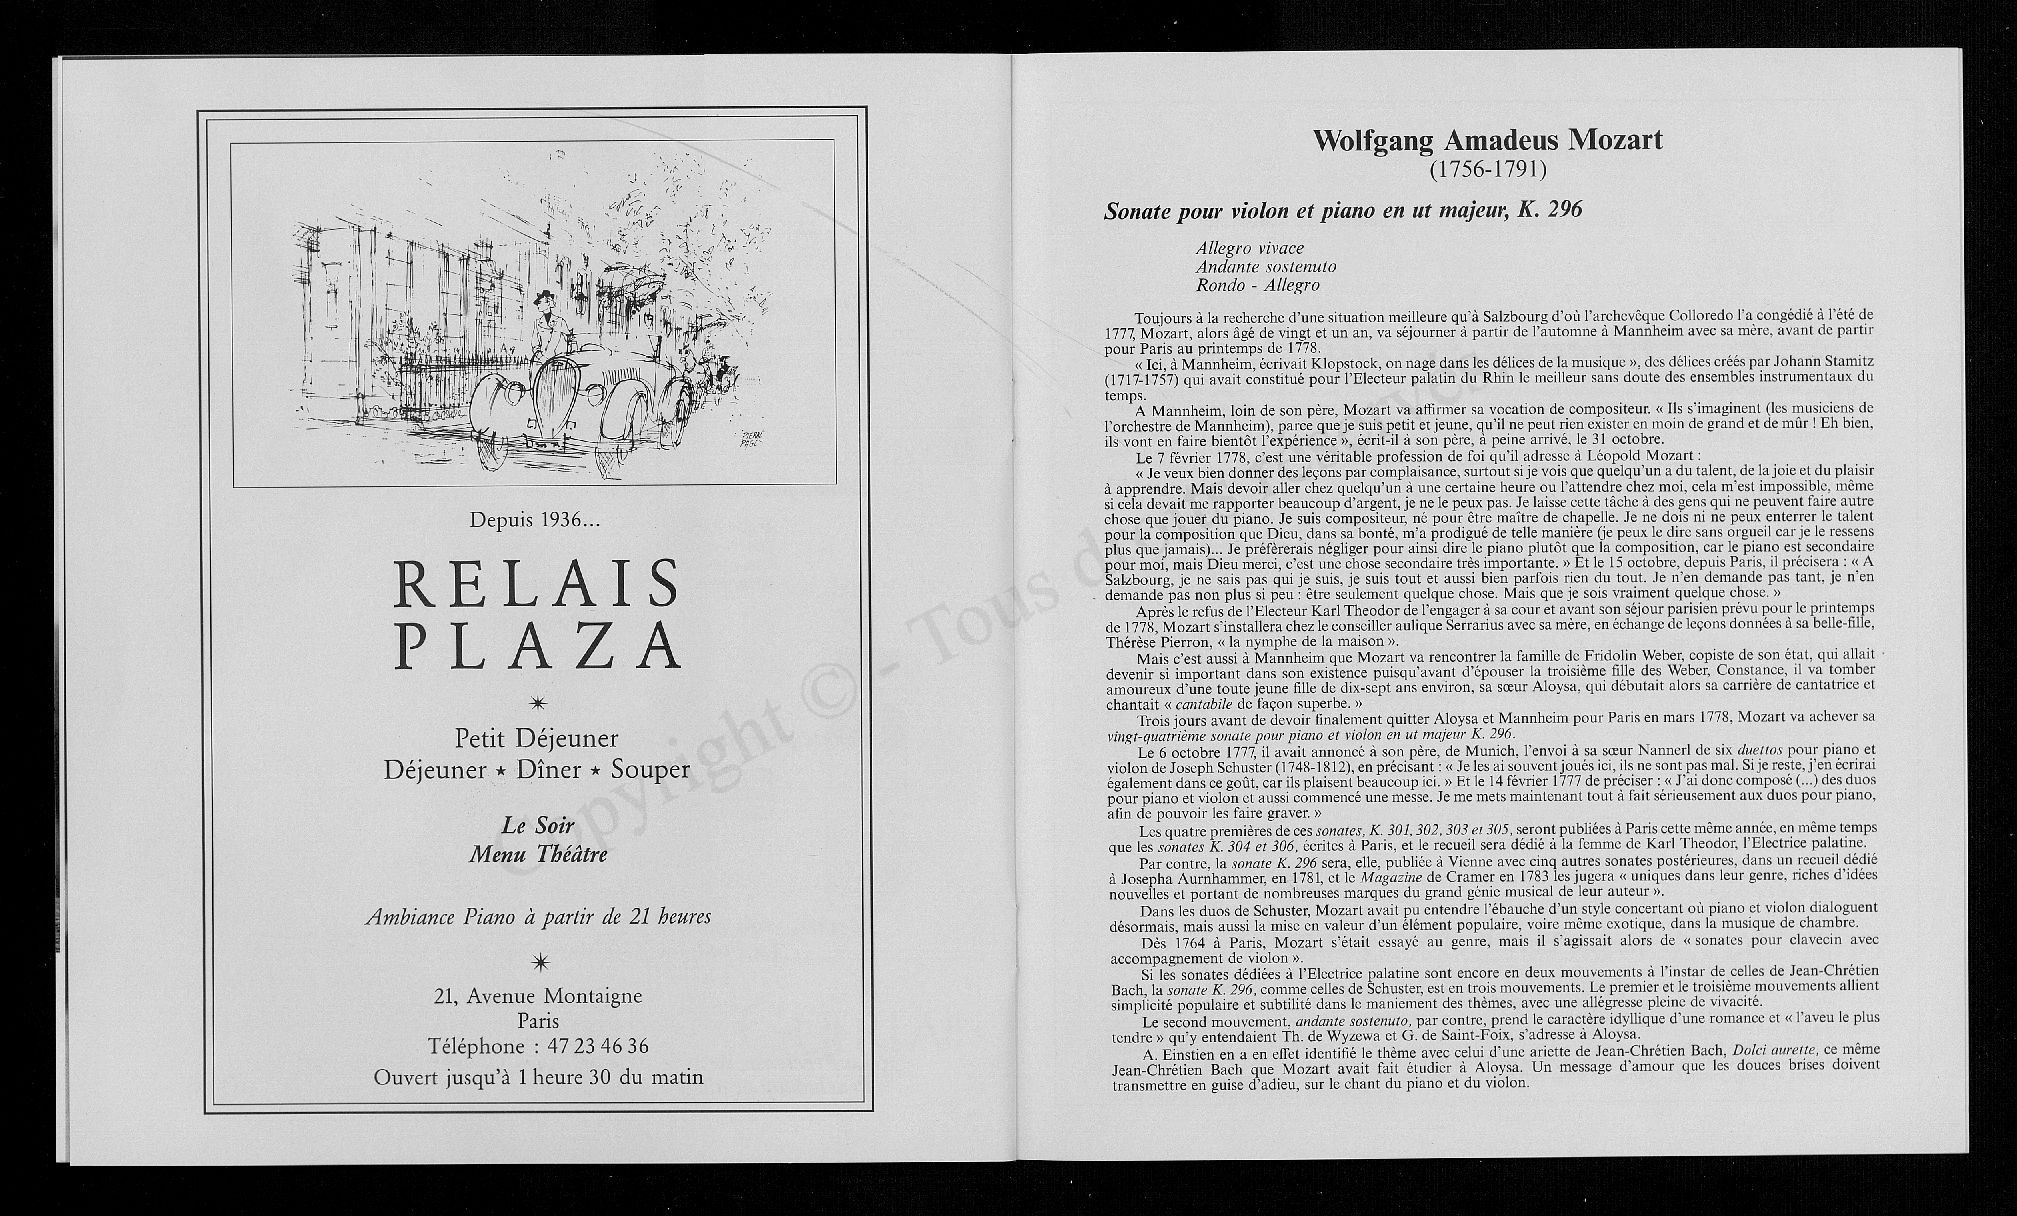 Depuis 1936...
RELAIS
PLAZA
Petit Déjeuner
Déjeuner ★ Dîner ★ Souper
Le Soir
Menu Théâtre
Ambiance Piano à partir de 21 heures
21, Avenue Montaigne
Paris
Téléphone : 47 23 46 36
Ouvert jusqu'à 1 heure 30 du matin
Copyright © - Tous d
Wolfgang Amadeus Mozart
(1756-1791)
Sonate pour violon et piano en ut majeur, K. 296
Allegro vivace
Andante sostenuto
Rondo - Allegro
Toujours à la recherche d'une situation meilleure qu'à Salzbourg d'où l'archevêque Colloredo l'a congédié à l'été de
1777, Mozart, alors âgé de vingt et un an, va séjourner à partir de l'automne à Mannheim avec sa mère, avant de partir
pour Paris au printemps de 1778.
« Ici, à Mannheim, écrivait Klopstock, on nage dans les délices de la musique », des délices créés par Johann Stamitz
(1717-1757) qui avait constitué pour l'Electeur palatin du Rhin le meilleur sans doute des ensembles instrumentaux du
temps.
A Mannheim, loin de son père, Mozart va affirmer sa vocation de compositeur. « Ils s'imaginent (les musiciens de
l'orchestre de Mannheim), parce que je suis petit et jeune, qu'il ne peut rien exister en moin de grand et de mûr ! Eh bien,
ils vont en faire bientôt l'expérience », écrit-il à son père, à peine arrivé, le 31 octobre.
Le 7 février 1778, c'est une véritable profession de foi qu'il adresse à Léopold Mozart :
« Je veux bien donner des leçons par complaisance, surtout si je vois que quelqu'un a du talent, de la joie et du plaisir
à apprendre. Mais devoir aller chez quelqu'un à une certaine heure ou l'attendre chez moi, cela m'est impossible, même
si cela devait me rapporter beaucoup d'argent, je ne le peux pas. Je laisse cette tâche à des gens qui ne peuvent faire autre
chose que jouer du piano. Je suis compositeur, né pour être maître de chapelle. Je ne dois ni ne peux enterrer le talent
pour la composition que Dieu, dans sa bonté, m'a prodigué de telle manière (je peux le dire sans orgueil car je le ressens
plus que jamais)... Je préfèrerais négliger pour ainsi dire le piano plutôt que la composition, car le piano est secondaire
pour moi, mais Dieu merci, c'est une chose secondaire très importante. » Et le 15 octobre, depuis Paris, il précisera : « A
Salzbourg, je ne sais pas qui je suis, je suis tout et aussi bien parfois rien du tout. Je n'en demande pas tant, je n'en
demande pas non plus si peu : être seulement quelque chose. Mais que je sois vraiment quelque chose. »
Après le refus de l'Electeur Karl Theodor de l'engager à sa cour et avant son séjour parisien prévu pour le printemps
de 1778, Mozart s'installera chez le conseiller aulique Serrarius avec sa mère, en échange de leçons données à sa belle-fille,
Thérèse Pierron, « la nymphe de la maison ».
Mais c'est aussi à Mannheim que Mozart va rencontrer la famille de Fridolin Weber, copiste de son état, qui allait
devenir si important dans son existence puisqu'avant d'épouser la troisième fille des Weber, Constance, il va tomber
amoureux d'une toute jeune fille de dix-sept ans environ, sa sœur Aloysa, qui débutait alors sa carrière de cantatrice et
chantait « cantabile de façon superbe. »
Trois jours avant de devoir finalement quitter Aloysa et Mannheim pour Paris en mars 1778, Mozart va achever sa
vingt-quatrième sonate pour piano et violon en ut majeur K. 296.
Le 6 octobre 1777, il avait annoncé à son père, de Munich, l'envoi à sa sœur Nannerl de six duettos pour piano et
violon de Joseph Schuster (1748-1812), en précisant : « Je les ai souvent joués ici, ils ne sont pas mal. Si je reste, j'en écrirai
également dans ce goût, car ils plaisent beaucoup ici. » Et le 14 février 1777 de préciser : « J'ai donc composé (...) des duos
pour piano et violon et aussi commencé une messe. Je me mets maintenant tout à fait sérieusement aux duos pour piano,
afin de pouvoir les faire graver. »
Les quatre premières de ces sonates, K. 301, 302, 303 et 305, seront publiées à Paris cette même année, en même temps
que les sonates K. 304 et 306, écrites à Paris, et le recueil sera dédié à la femme de Karl Theodor, l'Electrice palatine.
Par contre, la sonate K. 296 sera, elle, publiée à Vienne avec cinq autres sonates postérieures, dans un recueil dédié
à Josepha Aurnhammer, en 1781, et le Magazine de Cramer en 1783 les jugera « uniques dans leur genre, riches d'idées
nouvelles et portant de nombreuses marques du grand génie musical de leur auteur ».
Dans les duos de Schuster, Mozart avait pu entendre l'ébauche d'un style concertant où piano et violon dialoguent
désormais, mais aussi la mise en valeur d'un élément populaire, voire même exotique, dans la musique de chambre.
Dès 1764 à Paris, Mozart s'était essayé au genre, mais il s'agissait alors de « sonates pour clavecin avec
accompagnement de violon ».
Si les sonates dédiées à l'Electrice palatine sont encore en deux mouvements à l'instar de celles de Jean-Chrétien
Bach, la sonate K. 296, comme celles de Schuster, est en trois mouvements. Le premier et le troisième mouvements allient
simplicité populaire et subtilité dans le maniement des thèmes, avec une allégresse pleine de vivacité.
Le second mouvement, andante sostenuto, par contre, prend le caractère idyllique d'une romance et « l'aveu le plus
tendre » qu'y entendaient Th. de Wyzewa et G. de Saint-Foix, s'adresse à Aloysa.
A. Einstien en a en effet identifié le thème avec celui d'une ariette de Jean-Chrétien Bach, Dolci aurette, ce même
Jean-Chrétien Bach que Mozart avait fait étudier à Aloysa. Un message d'amour que les douces brises doivent
transmettre en guise d'adieu, sur le chant du piano et du violon.